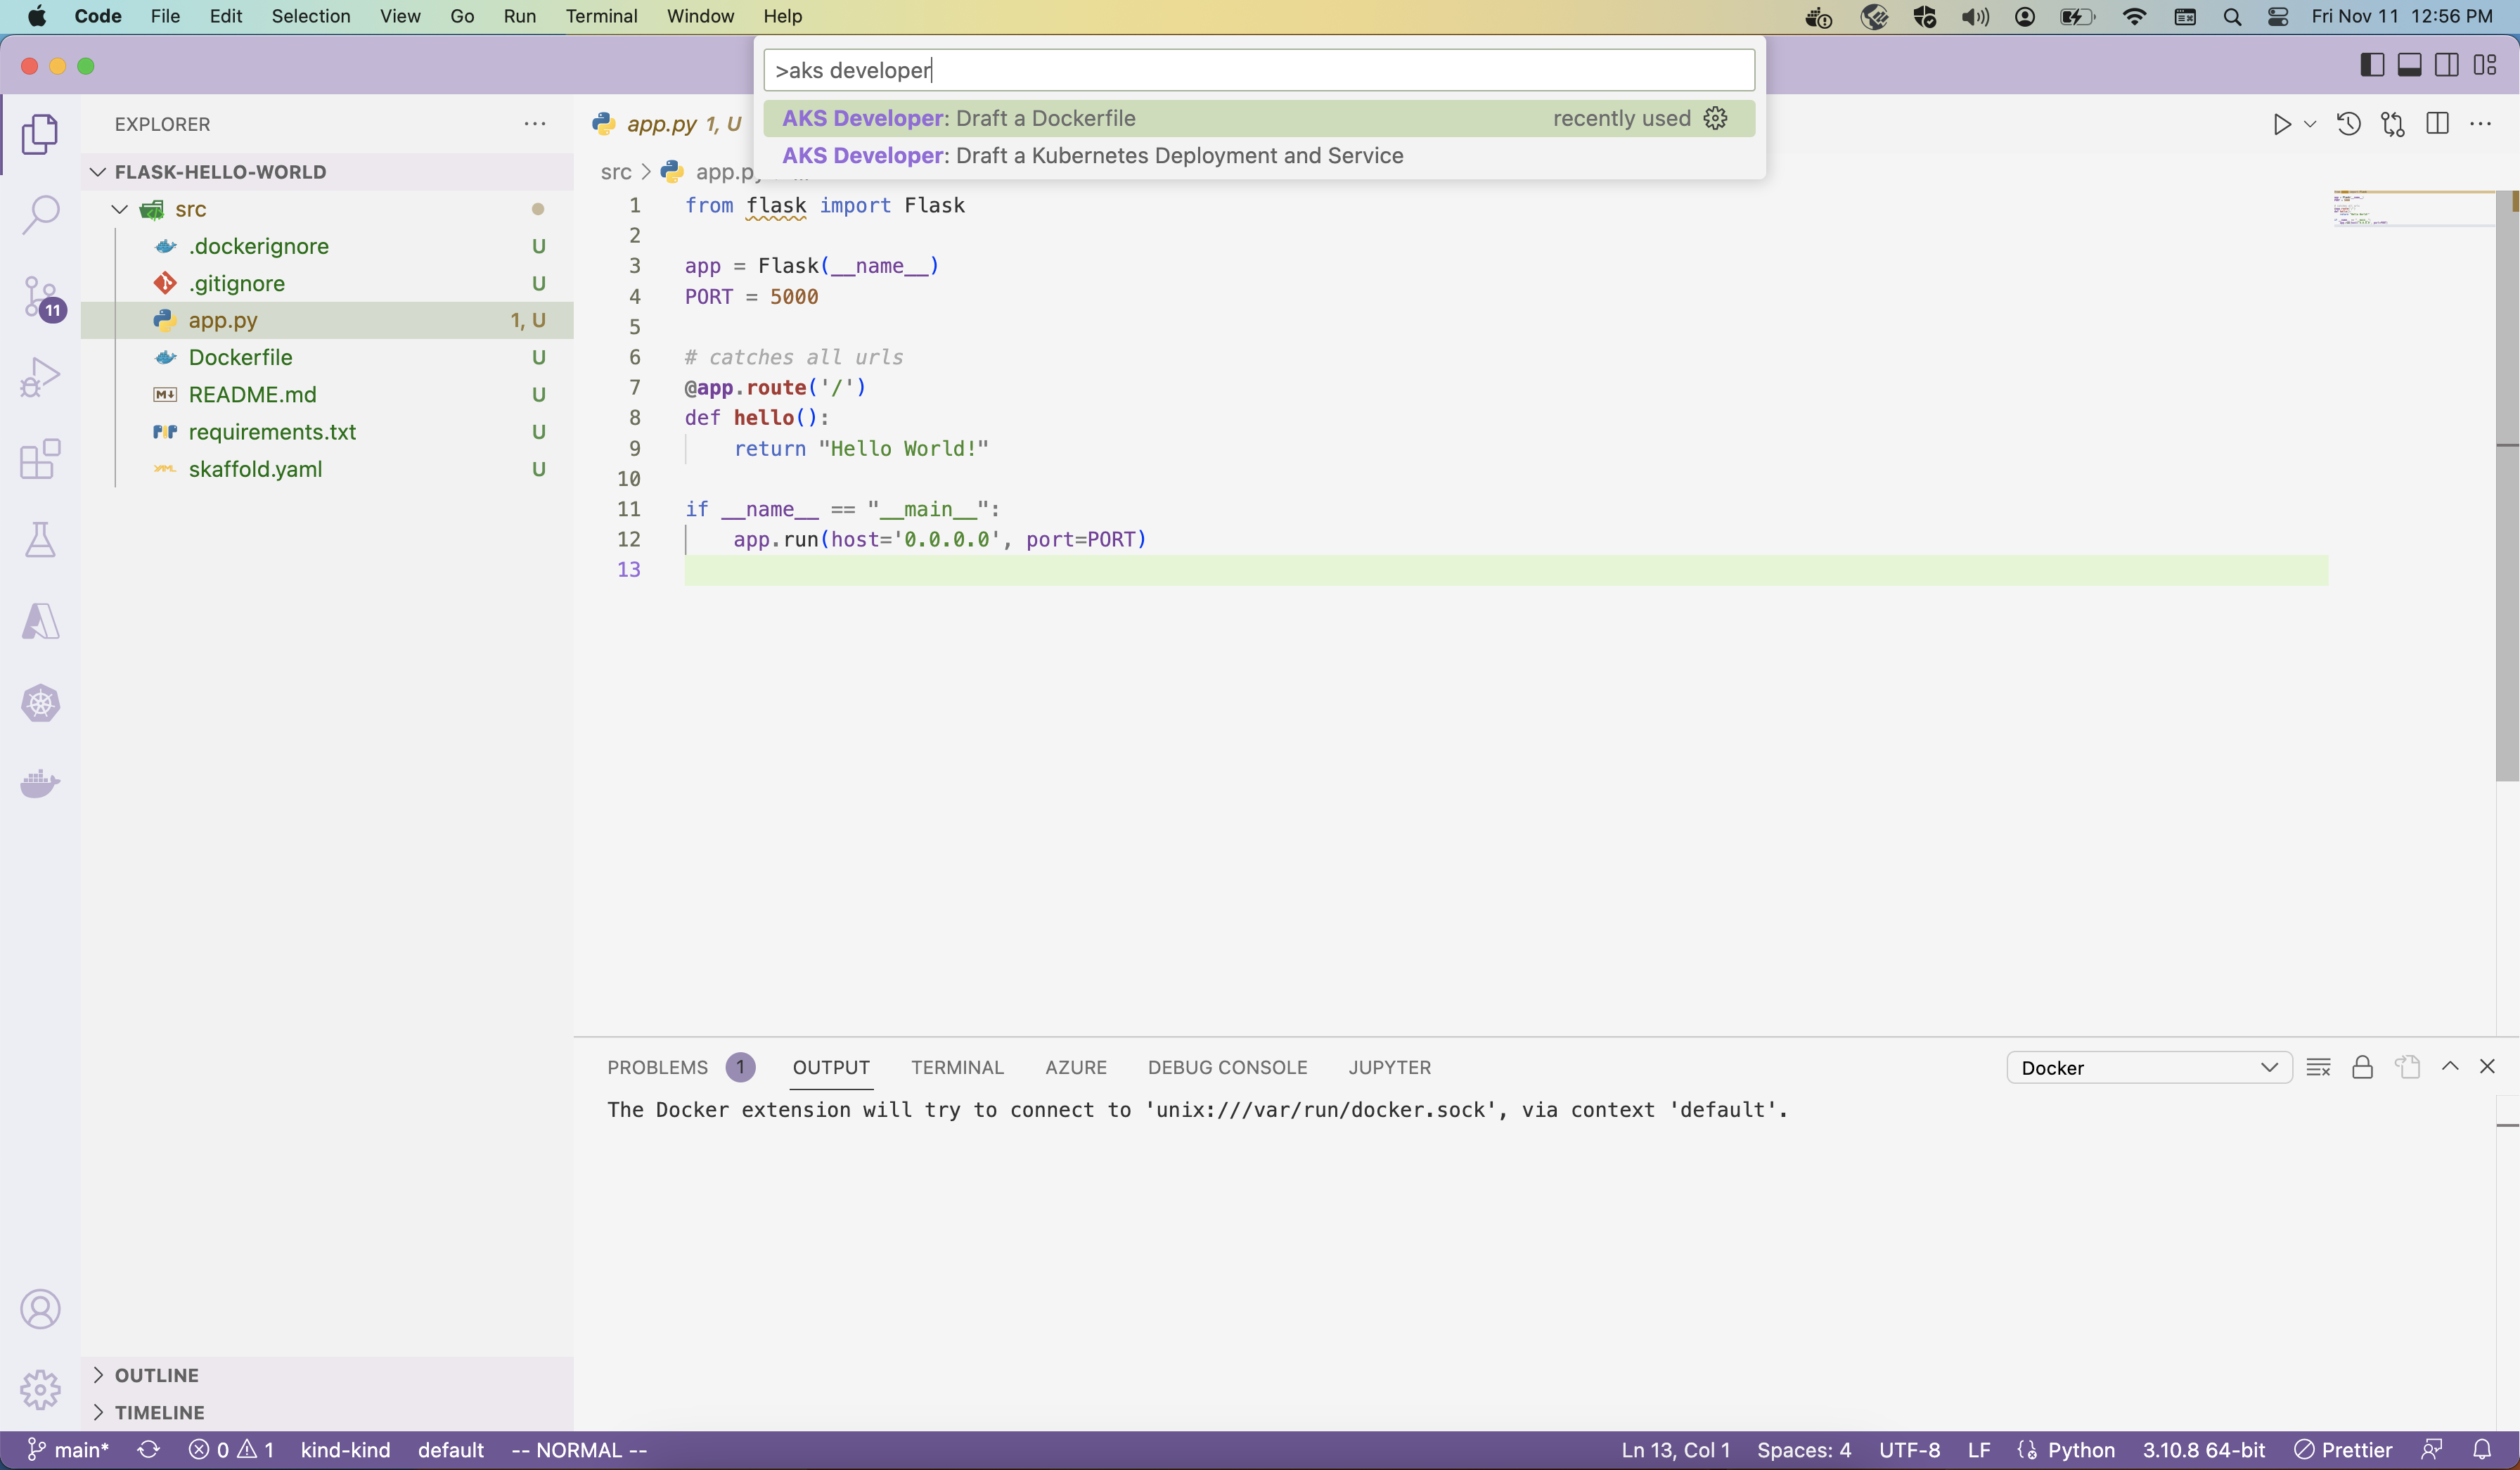 Code File Edit Selection View Go Run Terminal Window Help Fri Nov 11 12:56 PM
>aks developer
AKS Developer: Draft a Dockerfile recently used
AKS Developer: Draft a Kubernetes Deployment and Service
EXPLORER
FLASK-HELLO-WORLD
src
.dockerignore U
.gitignore U
app.py 1, U
Dockerfile U
README.md U
requirements.txt U
skaffold.yaml U
11
OUTLINE
TIMELINE
app.py 1, U
src > app.py
1 from flask import Flask
2
3 app = Flask(__name__)
4 PORT = 5000
5
6 # catches all urls
7 @app.route('/')
8 def hello():
9 return "Hello World!"
10
11 if __name__ == "__main__":
12 app.run(host='0.0.0.0', port=PORT)
13
PROBLEMS 1 OUTPUT TERMINAL AZURE DEBUG CONSOLE JUPYTER Docker
The Docker extension will try to connect to 'unix:///var/run/docker.sock', via context 'default'.
main* 0 1 kind-kind default -- NORMAL -- Ln 13, Col 1 Spaces: 4 UTF-8 LF Python 3.10.8 64-bit Prettier